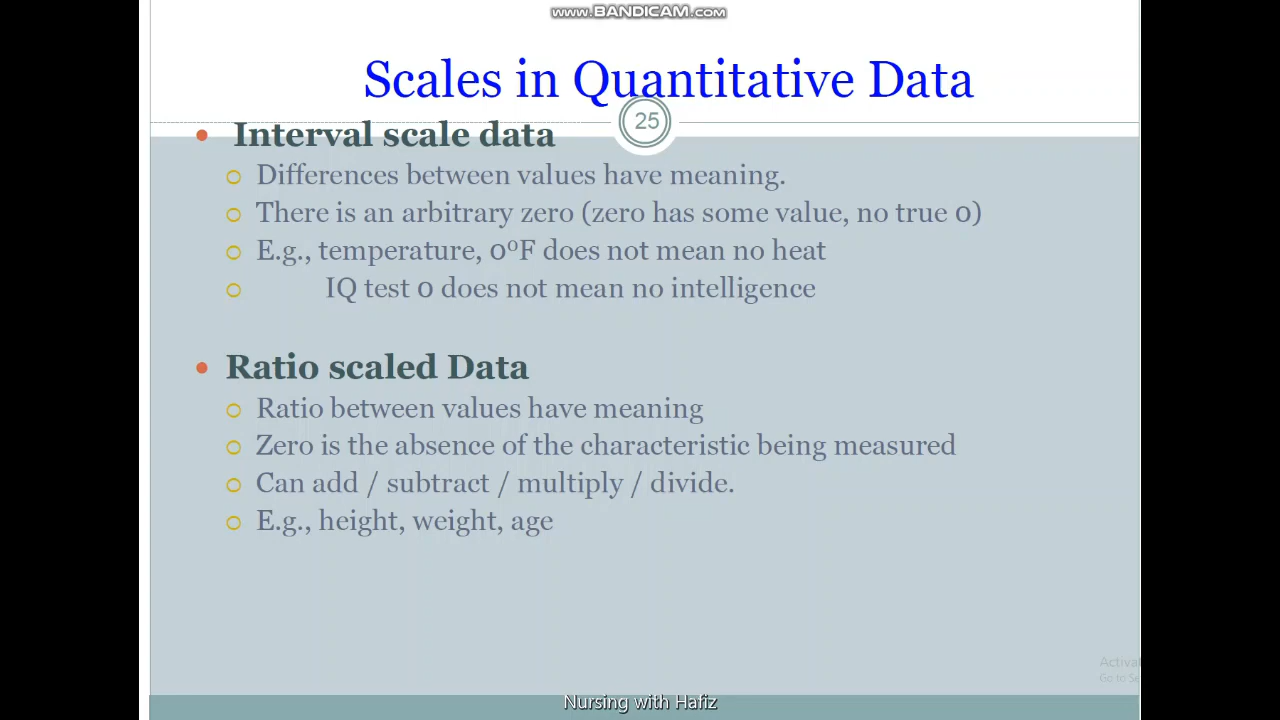 www.BANDICAM.com
Scales in Quantitative Data
25
Interval scale data
Differences between values have meaning.
There is an arbitrary zero (zero has some value, no true 0)
E.g., temperature, 0⁰F does not mean no heat
IQ test 0 does not mean no intelligence
Ratio scaled Data
Ratio between values have meaning
Zero is the absence of the characteristic being measured
Can add / subtract / multiply / divide.
E.g., height, weight, age
Go to
Nursing with Hafiz